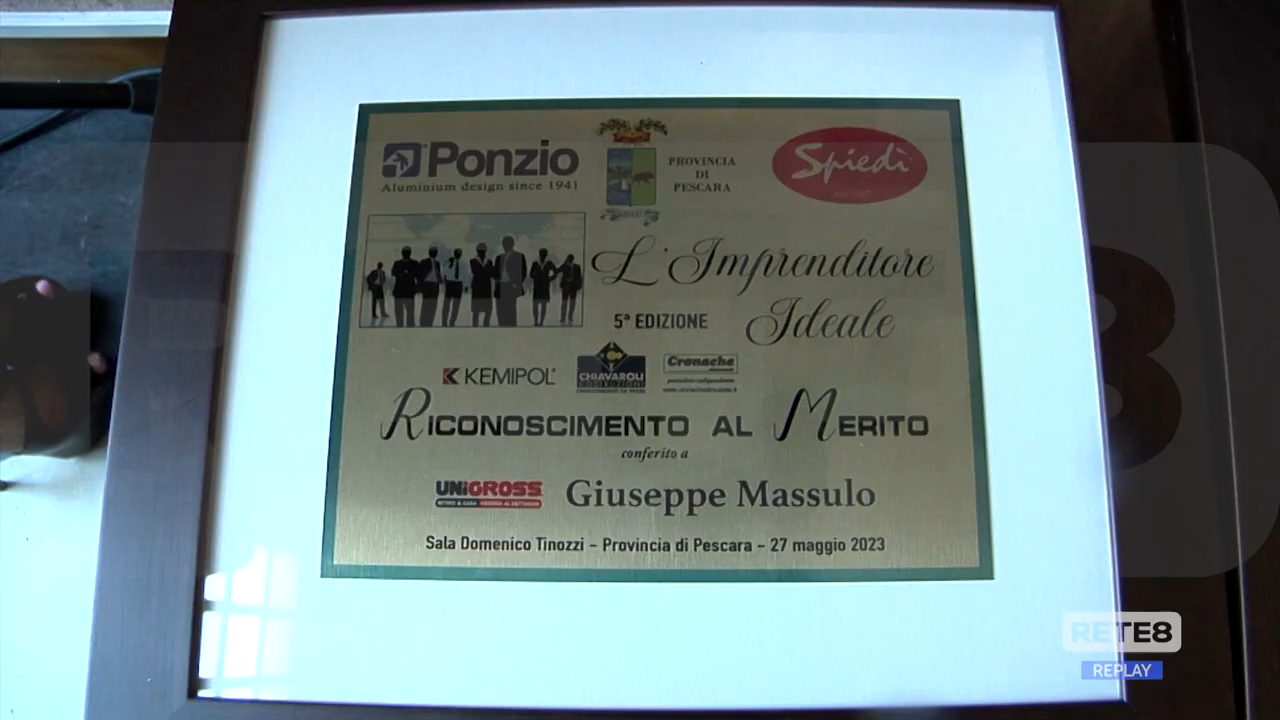 Ponzio
Aluminium design since 1941
PROVINCIA
DI
PESCARA
Spiedì
L'Imprenditore
Ideale
5ª EDIZIONE
KEMIPOL
CHIAVAROLI
COSTRUZIONI
Cronache
RICONOSCIMENTO AL MERITO
conferito a
UNIGROSS
Giuseppe Massulo
Sala Domenico Tinozzi – Provincia di Pescara – 27 maggio 2023
RETE8
REPLAY